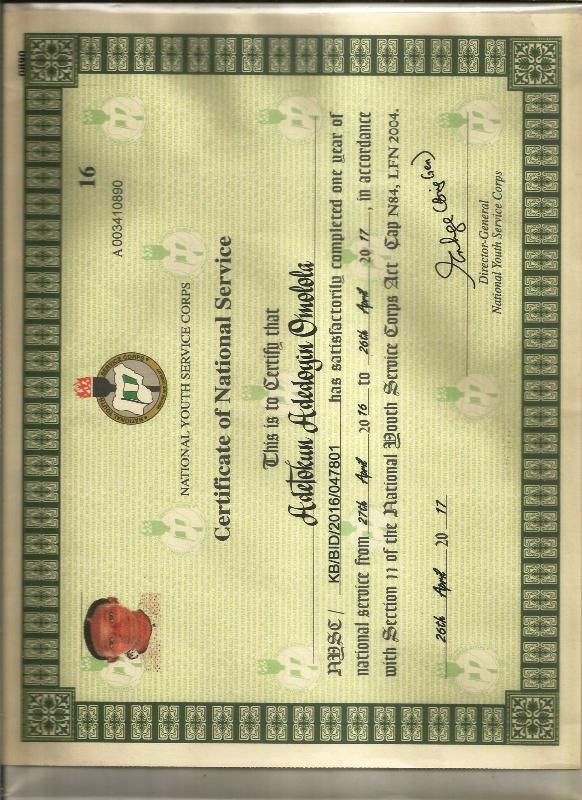 0890
16
A 003410890
NATIONAL YOUTH SERVICE CORPS
Certificate of National Service
This is to Certify that
Adetokun Adedoyin Omolola
NYSC / KB/BID/2016/047801 has satisfactorily completed one year of
national service from 27th April 2016 to 26th April 2017, in accordance
with Section 11 of the National Youth Service Corps Act Cap N84, LFN 2004.
26th April 2017
Director-General
National Youth Service Corps